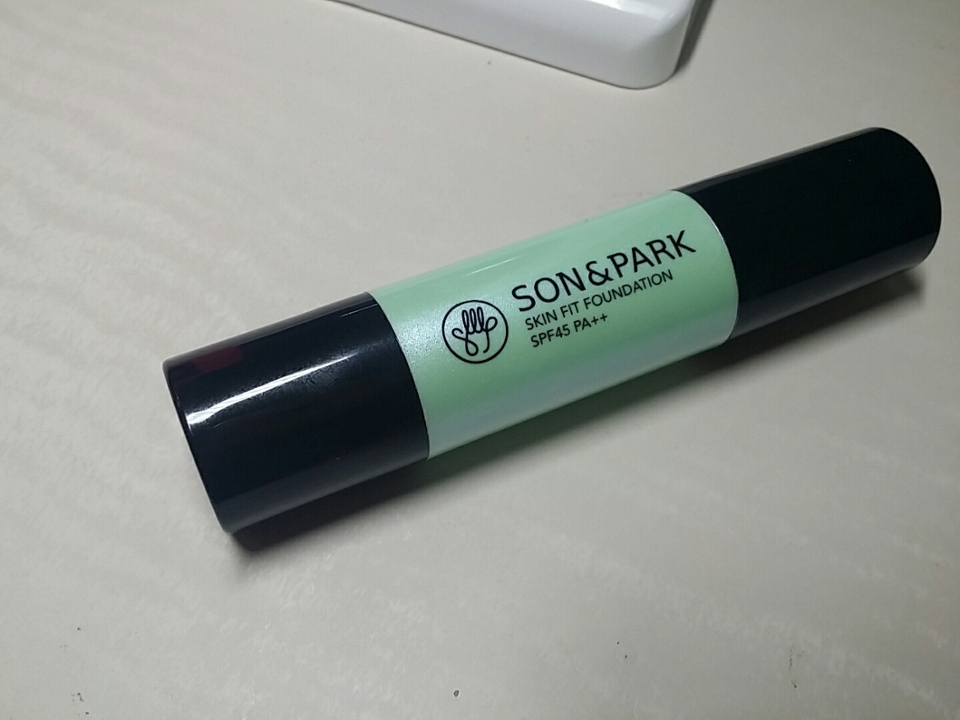 SON&PARK
SKIN FIT FOUNDATION
SPF45 PA++